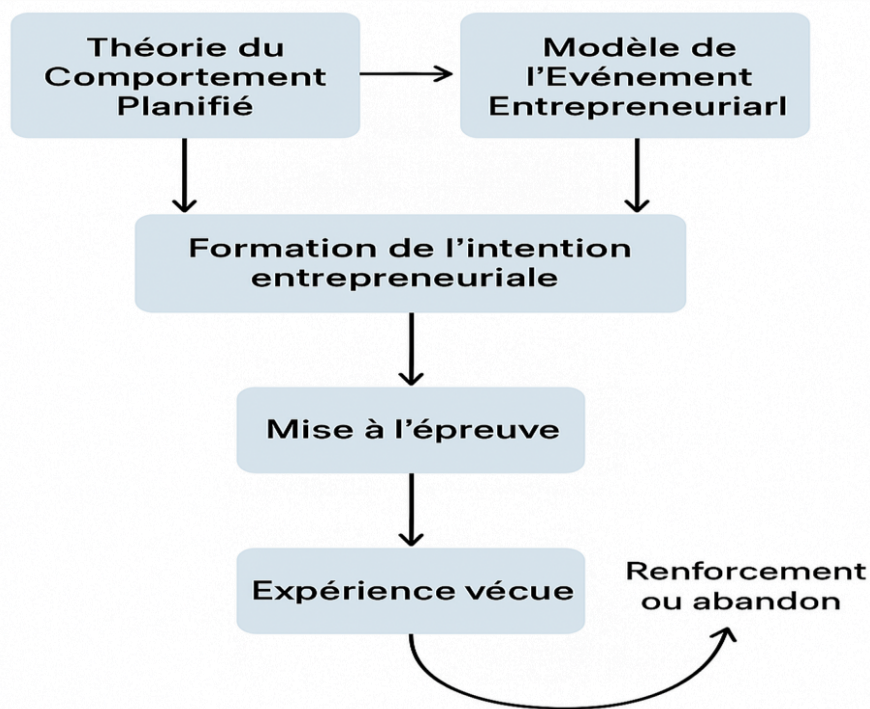 Théorie du
Comportement
Planifié
Modèle de
l’Evénement
Entrepreneuriarl
Formation de l’intention
entrepreneuriale
Mise à l’épreuve
Expérience vécue
Renforcement
ou abandon